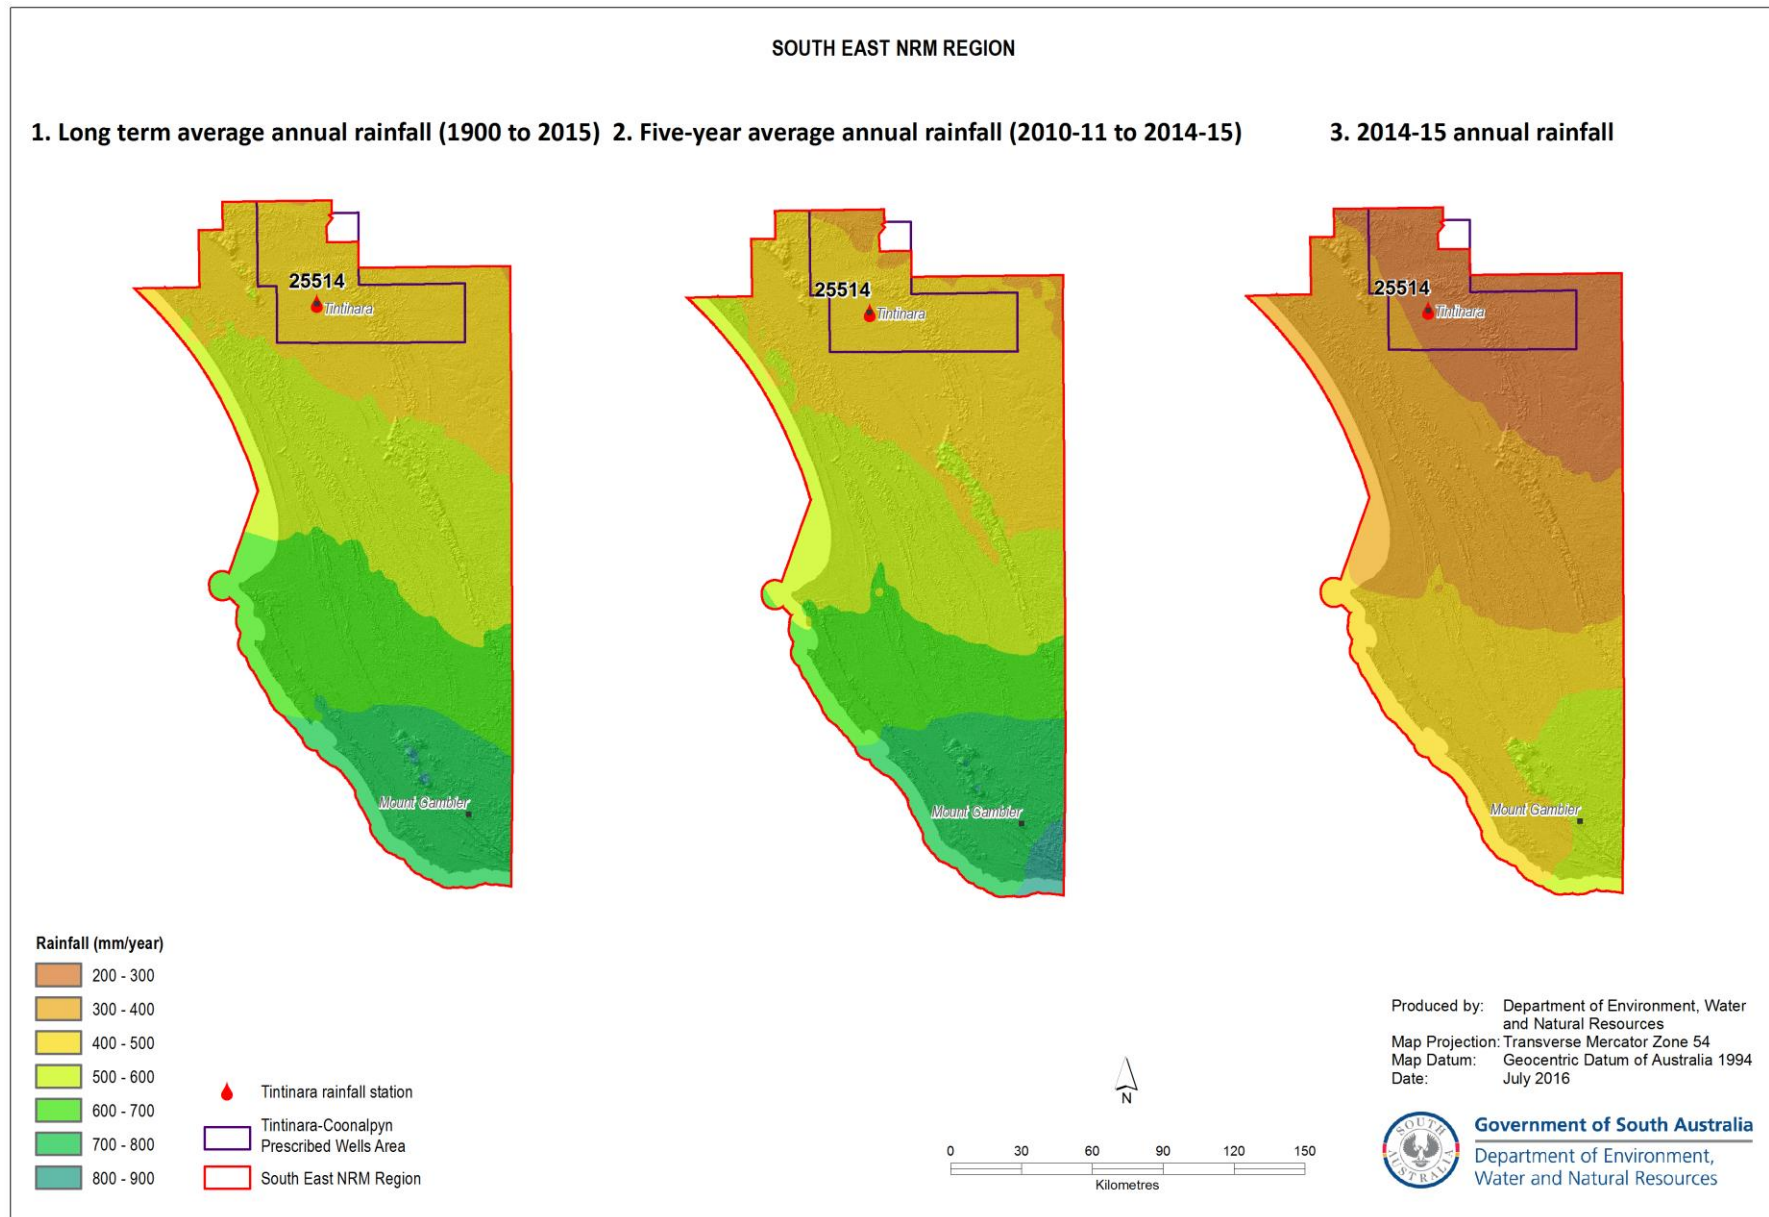 SOUTH EAST NRM REGION
1. Long term average annual rainfall (1900 to 2015)
2. Five-year average annual rainfall (2010-11 to 2014-15)
3. 2014-15 annual rainfall
25514
Tintinara
Mount Gambier
25514
Tintinara
Mount Gambier
25514
Tintinara
Mount Gambier
Rainfall (mm/year)
200 - 300
300 - 400
400 - 500
500 - 600
600 - 700
700 - 800
800 - 900
Tintinara rainfall station
Tintinara-Coonalpyn
Prescribed Wells Area
South East NRM Region
N
0 30 60 90 120 150
Kilometres
Produced by: Department of Environment, Water
and Natural Resources
Map Projection: Transverse Mercator Zone 54
Map Datum: Geocentric Datum of Australia 1994
Date: July 2016
SOUTH AUSTRALIA
Government of South Australia
Department of Environment,
Water and Natural Resources